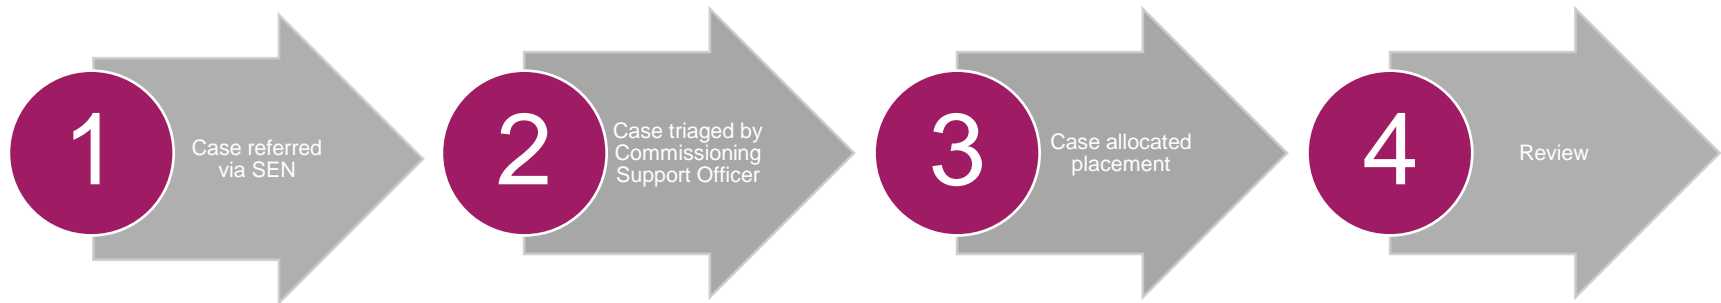 1
Case referred
via SEN
2
Case triaged by
Commissioning
Support Officer
3
Case allocated
placement
4
Review